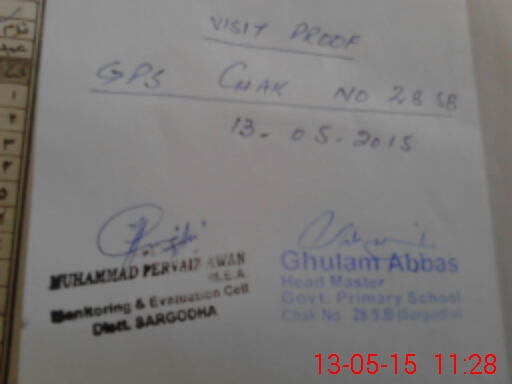 VISIT PROOF
GPS CHAK NO 28 SB
13-05-2015
MUHAMMAD PERVAIZ AWAN
M.E.A.
Monitoring & Evaluation Cell
Distt. SARGODHA
Ghulam Abbas
Head Master
Govt. Primary School
Chak No. 28 S.B (Sargodha)
13-05-15 11:28